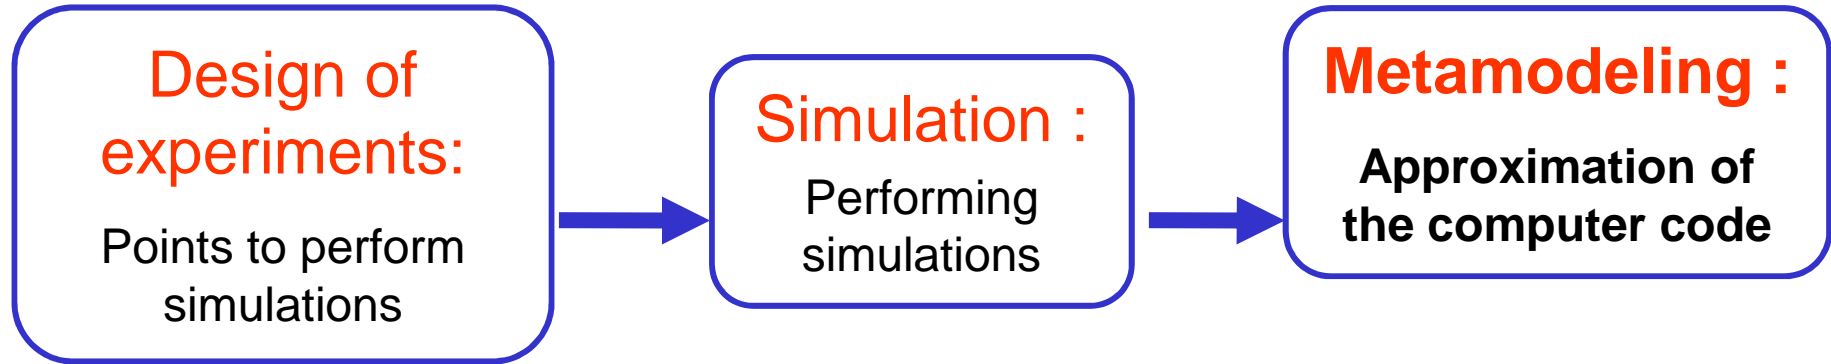 Design of
experiments:
Points to perform
simulations
Simulation :
Performing
simulations
Metamodeling :
Approximation of
the computer code